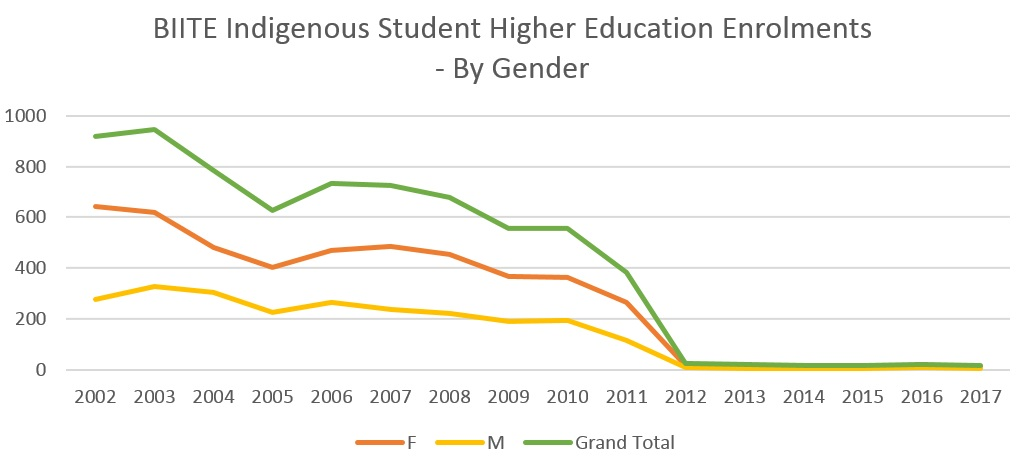 BIITE Indigenous Student Higher Education Enrolments
- By Gender
1000
800
600
400
200
0
2002 2003 2004 2005 2006 2007 2008 2009 2010 2011 2012 2013 2014 2015 2016 2017
F M Grand Total